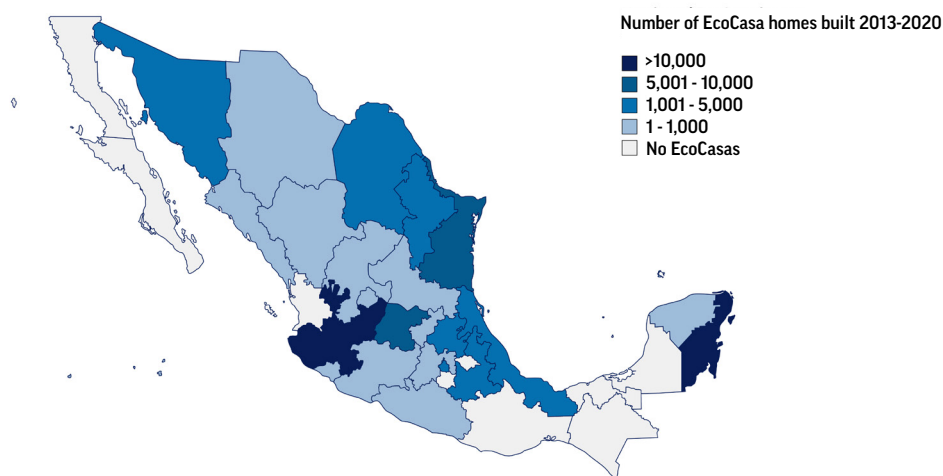 Number of EcoCasa homes built 2013-2020
>10,000
5,001 - 10,000
1,001 - 5,000
1 - 1,000
No EcoCasas